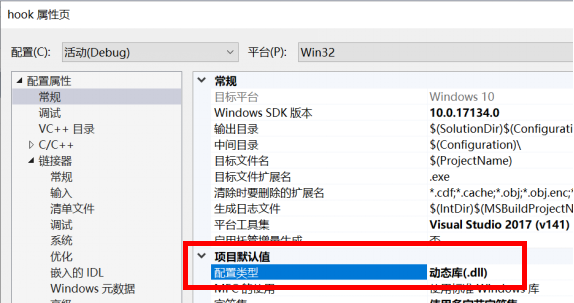 hook 属性页
配置(C): 活动(Debug) 平台(P): Win32
配置属性
常规
调试
VC++ 目录
C/C++
链接器
常规
输入
清单文件
调试
系统
优化
嵌入的 IDL
Windows 元数据
高级
常规
目标平台 Windows 10
Windows SDK 版本 10.0.17134.0
输出目录 $(SolutionDir)$(Configuration
中间目录 $(Configuration)\
目标文件名 $(ProjectName)
目标文件扩展名 .exe
清除时要删除的扩展名 *.cdf;*.cache;*.obj;*.obj.enc;*
生成日志文件 $(IntDir)$(MSBuildProjectN
平台工具集 Visual Studio 2017 (v141)
启用托管增量生成 否
项目默认值
配置类型 动态库(.dll)
MFC 的使用 使用标准 Windows 库
字符集 使用多字节字符集